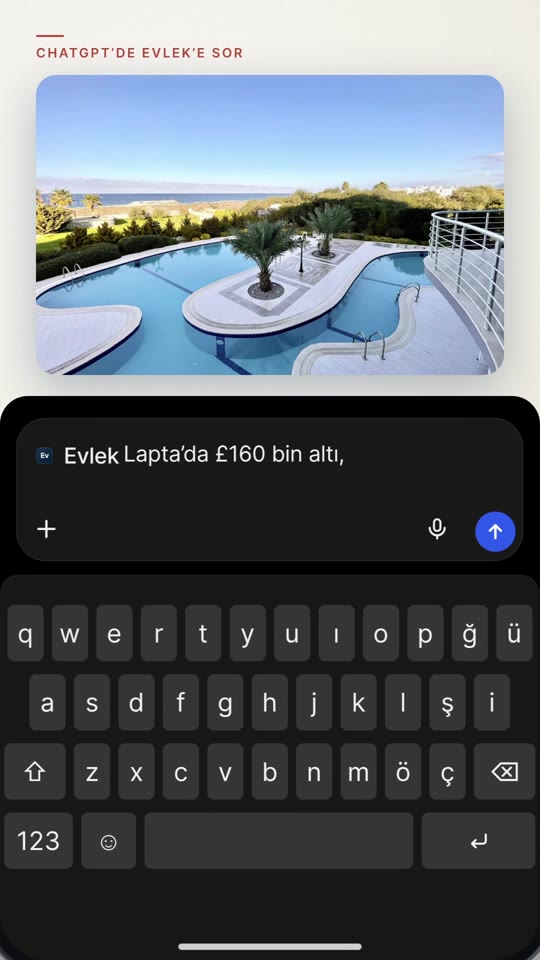 CHATGPT'DE EVLEK'E SOR
Ev Evlek Lapta’da £160 bin altı,
q w e r t y u ı o p ğ ü
a s d f g h j k l ş i
z x c v b n m ö ç
123